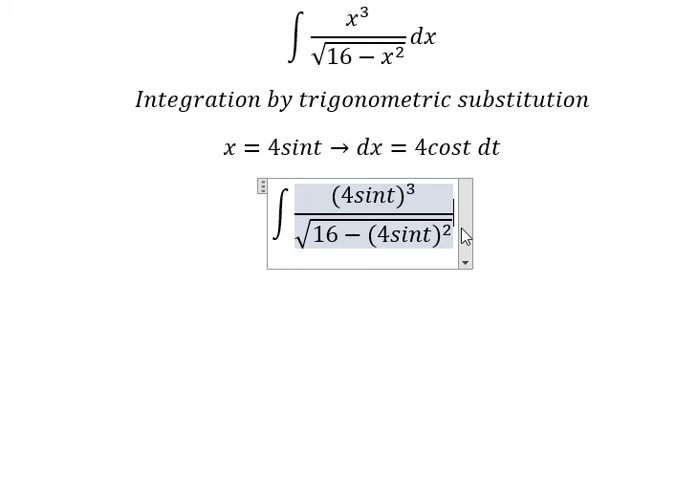 ∫ x³ / √(16 − x²) dx
Integration by trigonometric substitution
x = 4sint → dx = 4cost dt
∫ (4sint)³ / √(16 − (4sint)²)